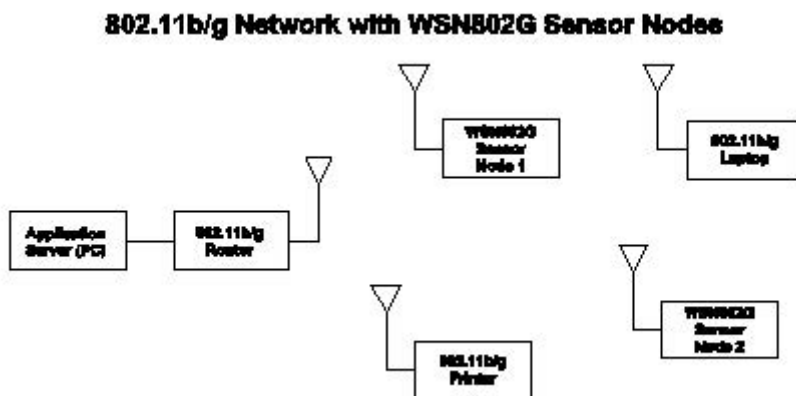 802.11b/g Network with WSN802G Sensor Nodes
WSN802G
Sensor
Node 1
802.11b/g
Laptop
Application
Server (PC)
802.11b/g
Router
WSN802G
Sensor
Node 2
802.11b/g
Printer